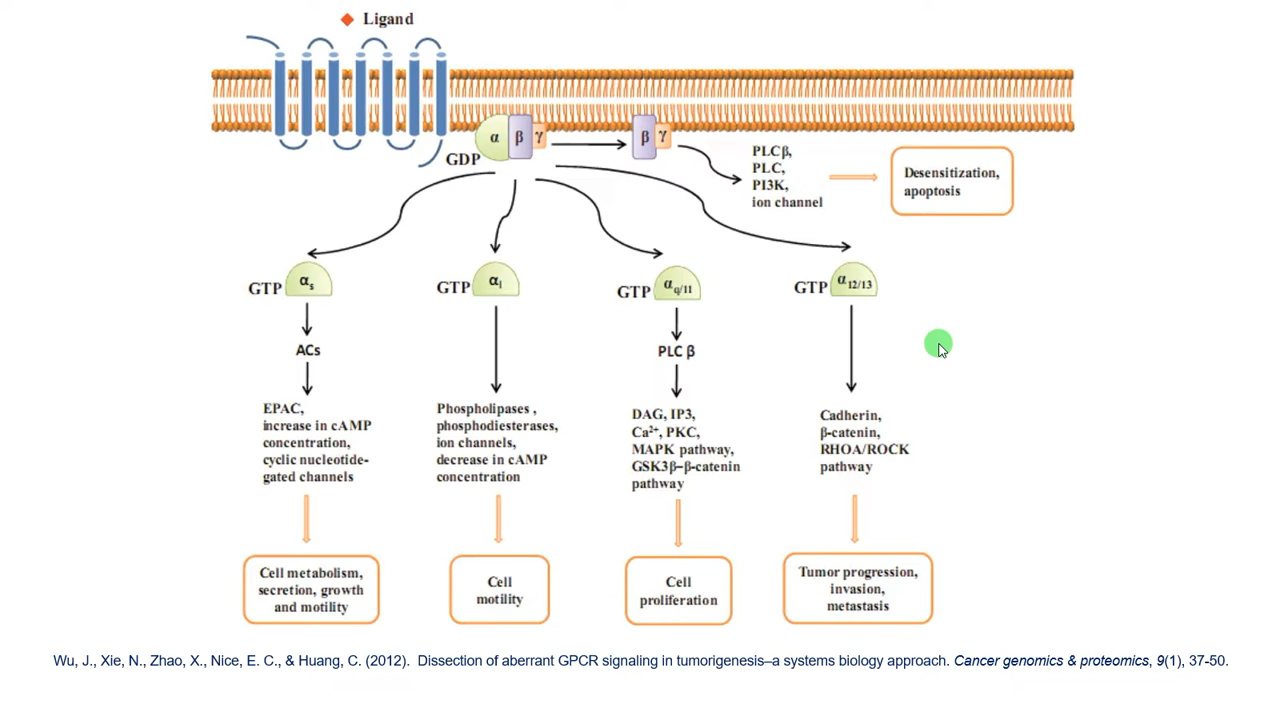 Ligand
α β γ
β γ
GDP
PLCβ,
PLC,
PI3K,
ion channel
Desensitization,
apoptosis
GTP αs
GTP αi
GTP αq/11
GTP α12/13
ACs
PLC β
EPAC,
increase in cAMP
concentration,
cyclic nucleotide-
gated channels
Phospholipases ,
phosphodiesterases,
ion channels,
decrease in cAMP
concentration
DAG, IP3,
Ca²⁺, PKC,
MAPK pathway,
GSK3β–β-catenin
pathway
Cadherin,
β-catenin,
RHOA/ROCK
pathway
Cell metabolism,
secretion, growth
and motility
Cell
motility
Cell
proliferation
Tumor progression,
invasion,
metastasis
Wu, J., Xie, N., Zhao, X., Nice, E. C., & Huang, C. (2012). Dissection of aberrant GPCR signaling in tumorigenesis–a systems biology approach. Cancer genomics & proteomics, 9(1), 37-50.